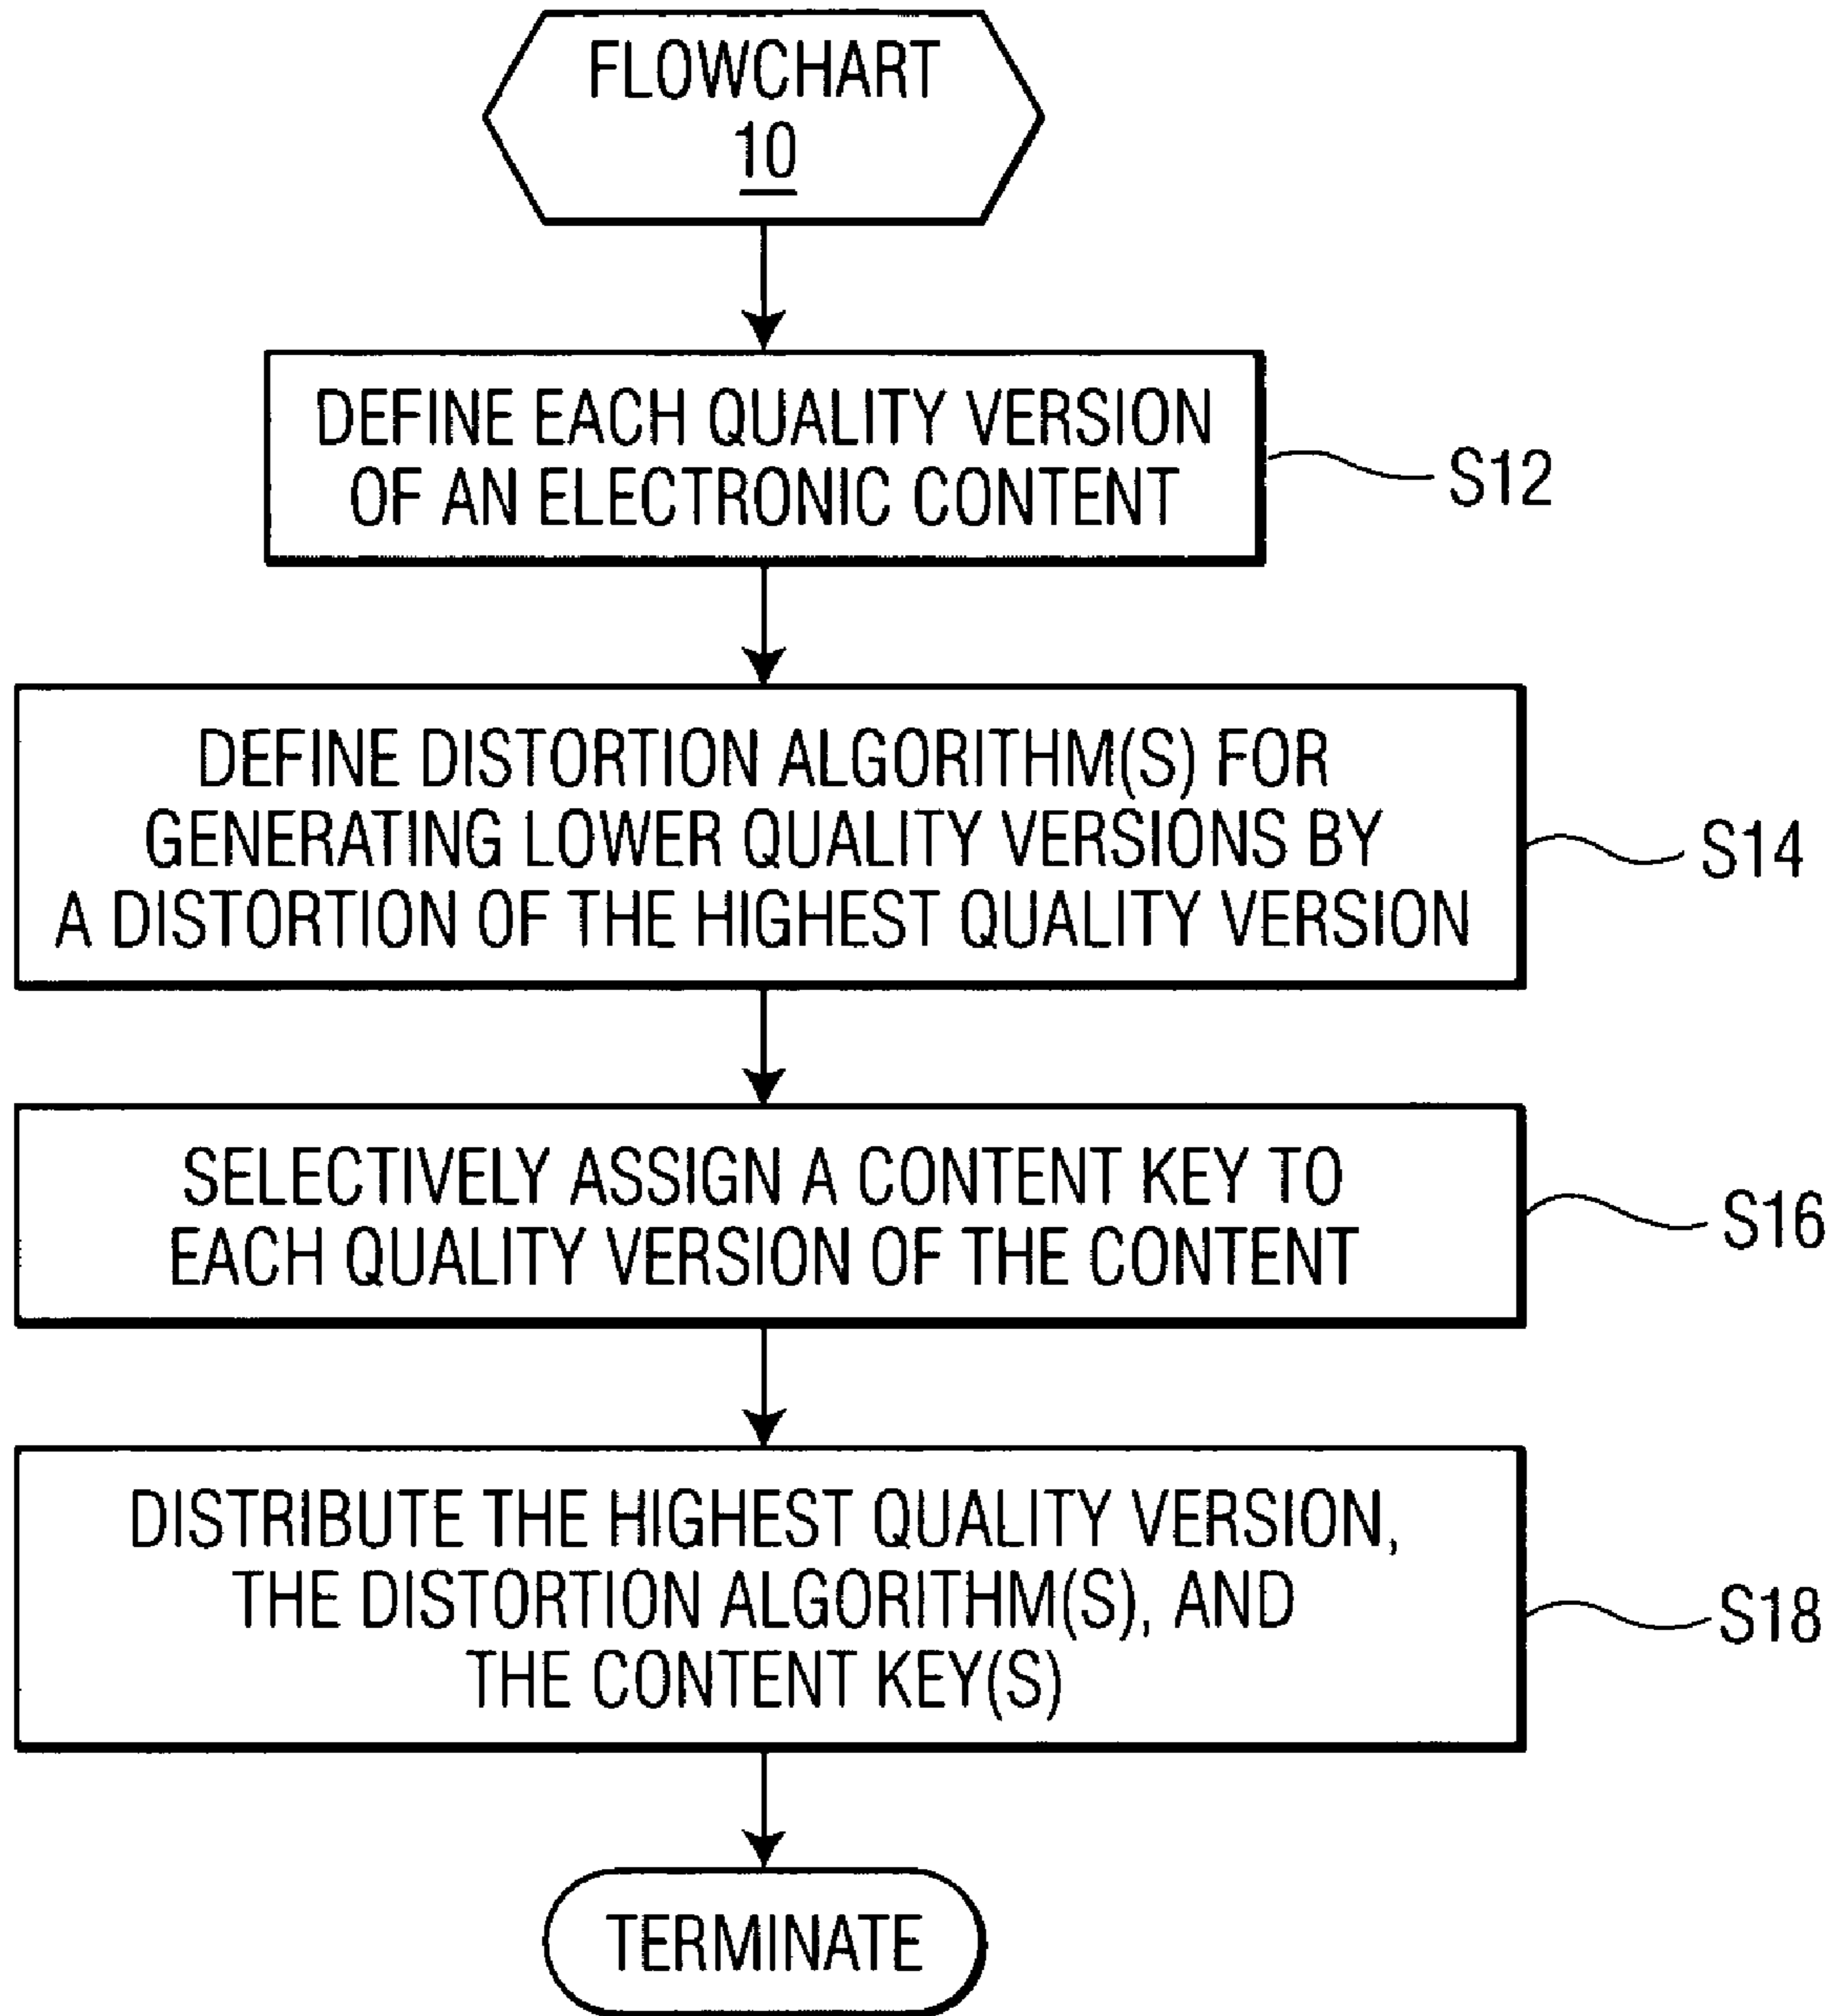 FLOWCHART
10
DEFINE EACH QUALITY VERSION
OF AN ELECTRONIC CONTENT
S12
DEFINE DISTORTION ALGORITHM(S) FOR
GENERATING LOWER QUALITY VERSIONS BY
A DISTORTION OF THE HIGHEST QUALITY VERSION
S14
SELECTIVELY ASSIGN A CONTENT KEY TO
EACH QUALITY VERSION OF THE CONTENT
S16
DISTRIBUTE THE HIGHEST QUALITY VERSION,
THE DISTORTION ALGORITHM(S), AND
THE CONTENT KEY(S)
S18
TERMINATE